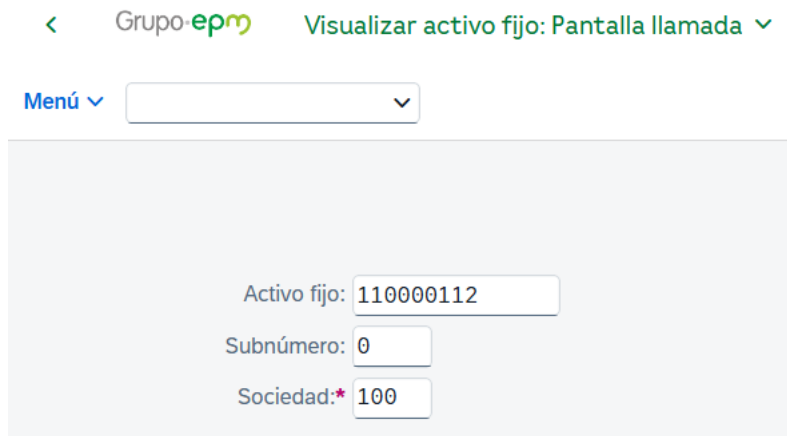 Grupo·epm Visualizar activo fijo: Pantalla llamada
Menú
Activo fijo: 110000112
Subnúmero: 0
Sociedad:* 100